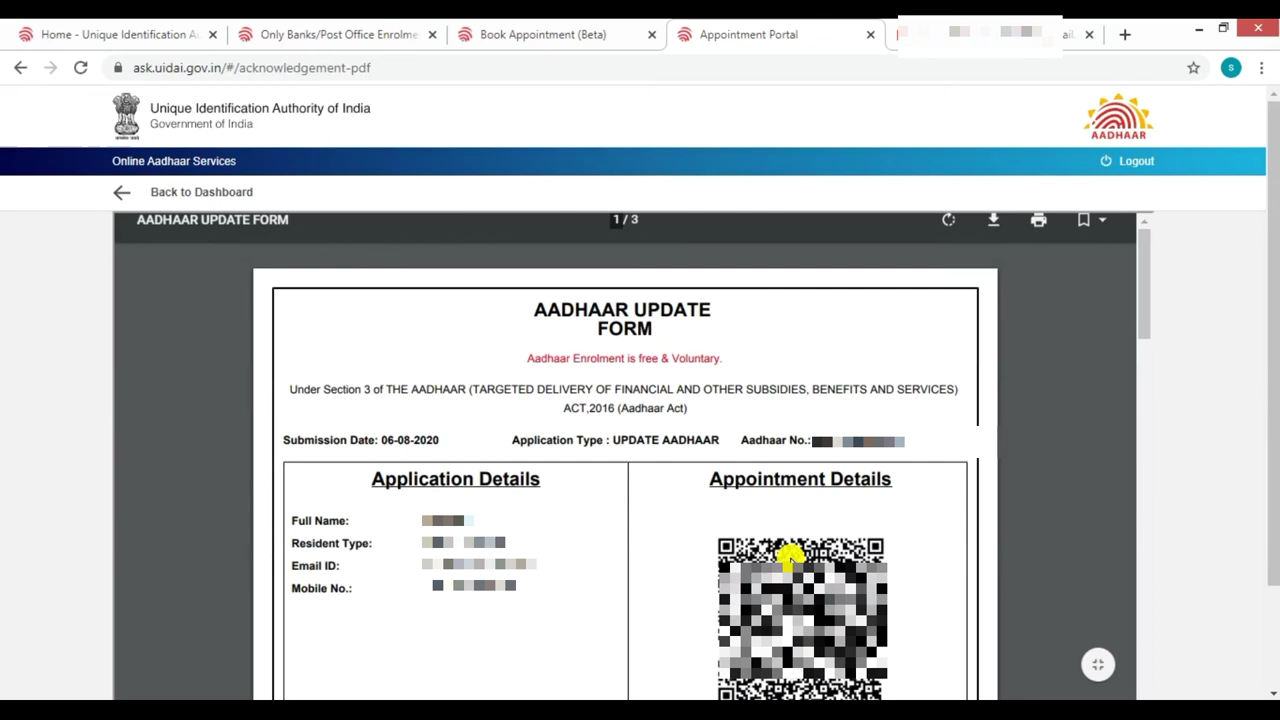 Home - Unique Identification Au
Only Banks/Post Office Enrolme
Book Appointment (Beta)
Appointment Portal
ail.
ask.uidai.gov.in/#/acknowledgement-pdf
S
Unique Identification Authority of India
Government of India
AADHAAR
Online Aadhaar Services
Logout
Back to Dashboard
AADHAAR UPDATE FORM
1 / 3
AADHAAR UPDATE
FORM
Aadhaar Enrolment is free & Voluntary.
Under Section 3 of THE AADHAAR (TARGETED DELIVERY OF FINANCIAL AND OTHER SUBSIDIES, BENEFITS AND SERVICES)
ACT,2016 (Aadhaar Act)
Submission Date: 06-08-2020 Application Type : UPDATE AADHAAR Aadhaar No.:
Application Details
Full Name:
Resident Type:
Email ID:
Mobile No.:
Appointment Details